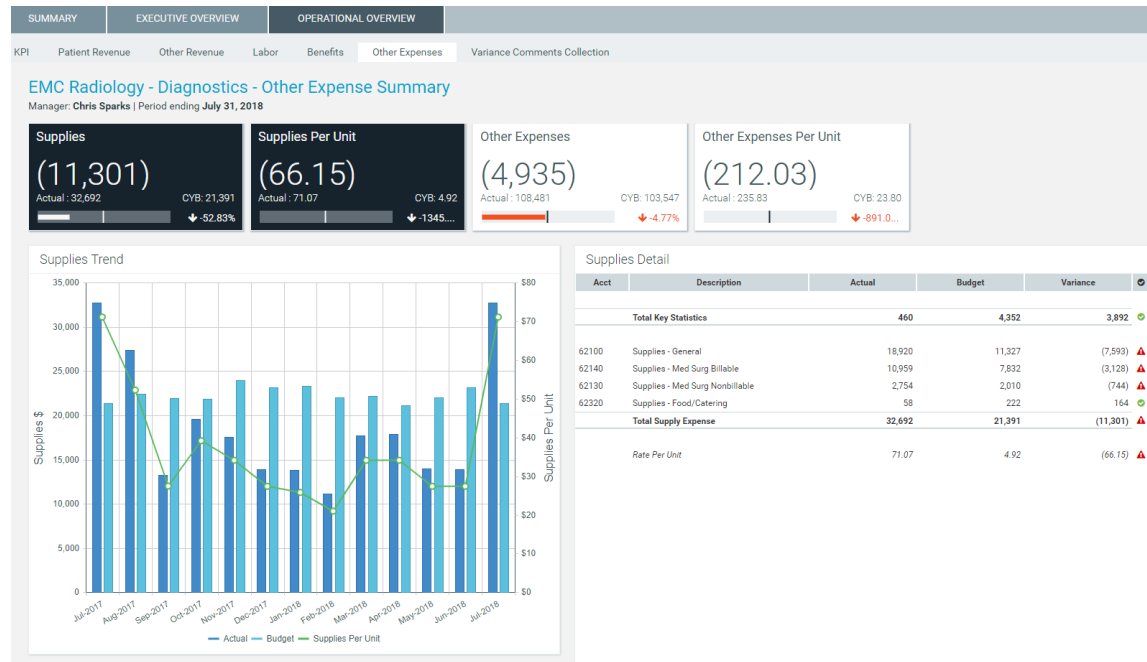 SUMMARY EXECUTIVE OVERVIEW OPERATIONAL OVERVIEW
KPI Patient Revenue Other Revenue Labor Benefits Other Expenses Variance Comments Collection
EMC Radiology - Diagnostics - Other Expense Summary
Manager: Chris Sparks | Period ending July 31, 2018
Supplies
(11,301)
Actual : 32,692 CYB: 21,391
-52.83%
Supplies Per Unit
(66.15)
Actual : 71.07 CYB: 4.92
-1345....
Other Expenses
(4,935)
Actual : 108,481 CYB: 103,547
-4.77%
Other Expenses Per Unit
(212.03)
Actual : 235.83 CYB: 23.80
-891.0...
Supplies Trend
35,000
30,000
25,000
20,000
15,000
10,000
5,000
0
Supplies $
$80
$70
$60
$50
$40
$30
$20
$10
$0
Supplies Per Unit
Jul-2017 Aug-2017 Sep-2017 Oct-2017 Nov-2017 Dec-2017 Jan-2018 Feb-2018 Mar-2018 Apr-2018 May-2018 Jun-2018 Jul-2018
Actual Budget Supplies Per Unit
Supplies Detail
Acct Description Actual Budget Variance
Total Key Statistics 460 4,352 3,892
62100 Supplies - General 18,920 11,327 (7,593)
62140 Supplies - Med Surg Billable 10,959 7,832 (3,128)
62130 Supplies - Med Surg Nonbillable 2,754 2,010 (744)
62320 Supplies - Food/Catering 58 222 164
Total Supply Expense 32,692 21,391 (11,301)
Rate Per Unit 71.07 4.92 (66.15)